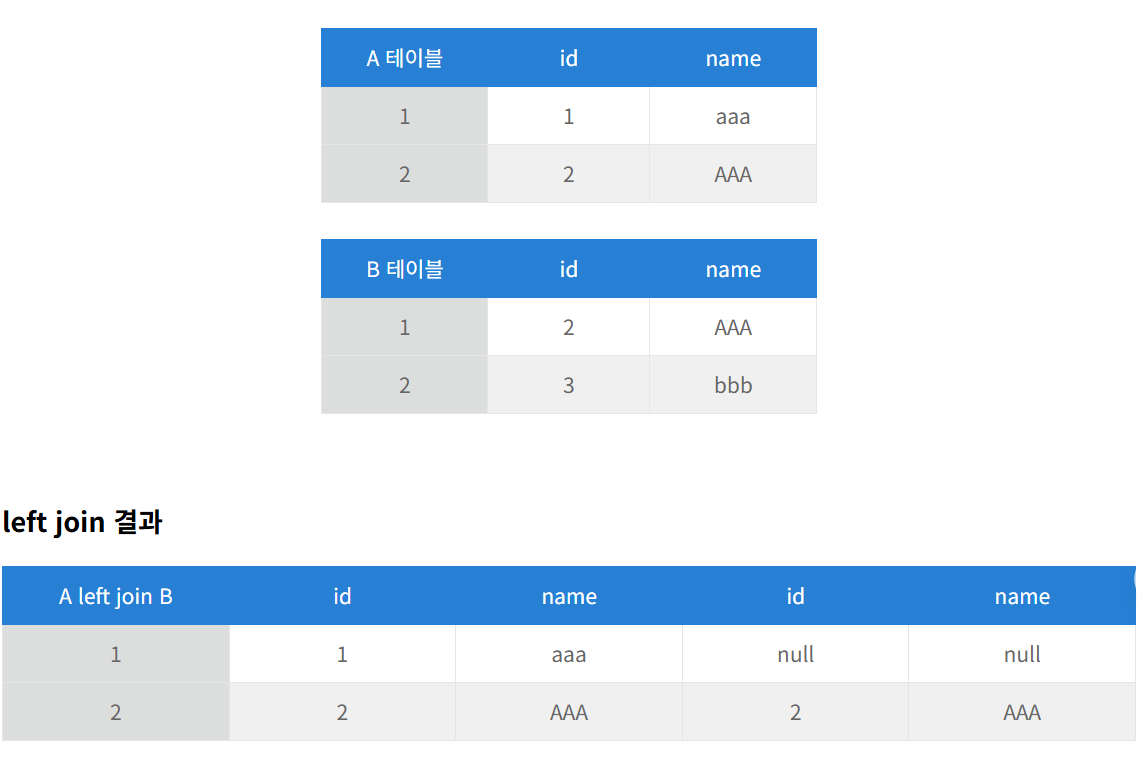 A 테이블 id name
1 1 aaa
2 2 AAA
B 테이블 id name
1 2 AAA
2 3 bbb
left join 결과
A left join B id name id name
1 1 aaa null null
2 2 AAA 2 AAA